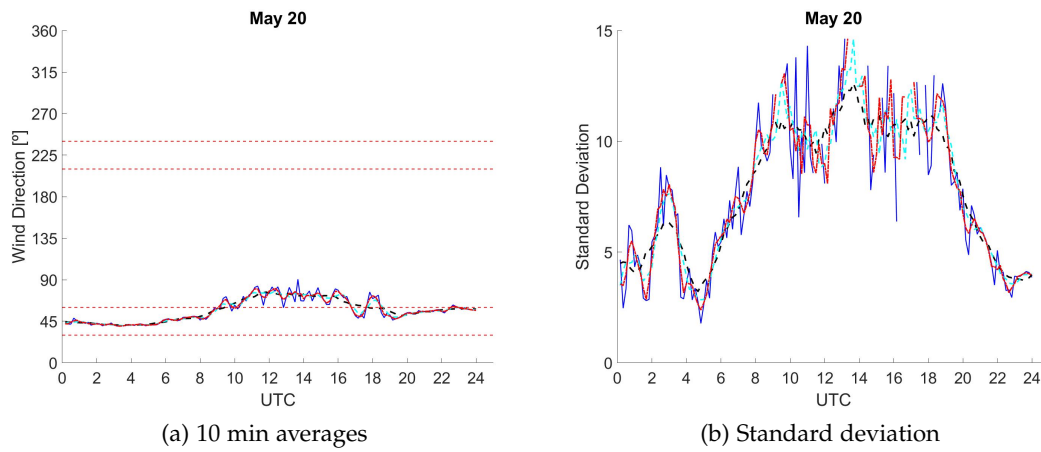 May 20
Wind Direction [º]
360
315
270
225
180
135
90
45
0
0 2 4 6 8 10 12 14 16 18 20 22 24
UTC
(a) 10 min averages
May 20
Standard Deviation
15
10
5
0
0 2 4 6 8 10 12 14 16 18 20 22 24
UTC
(b) Standard deviation